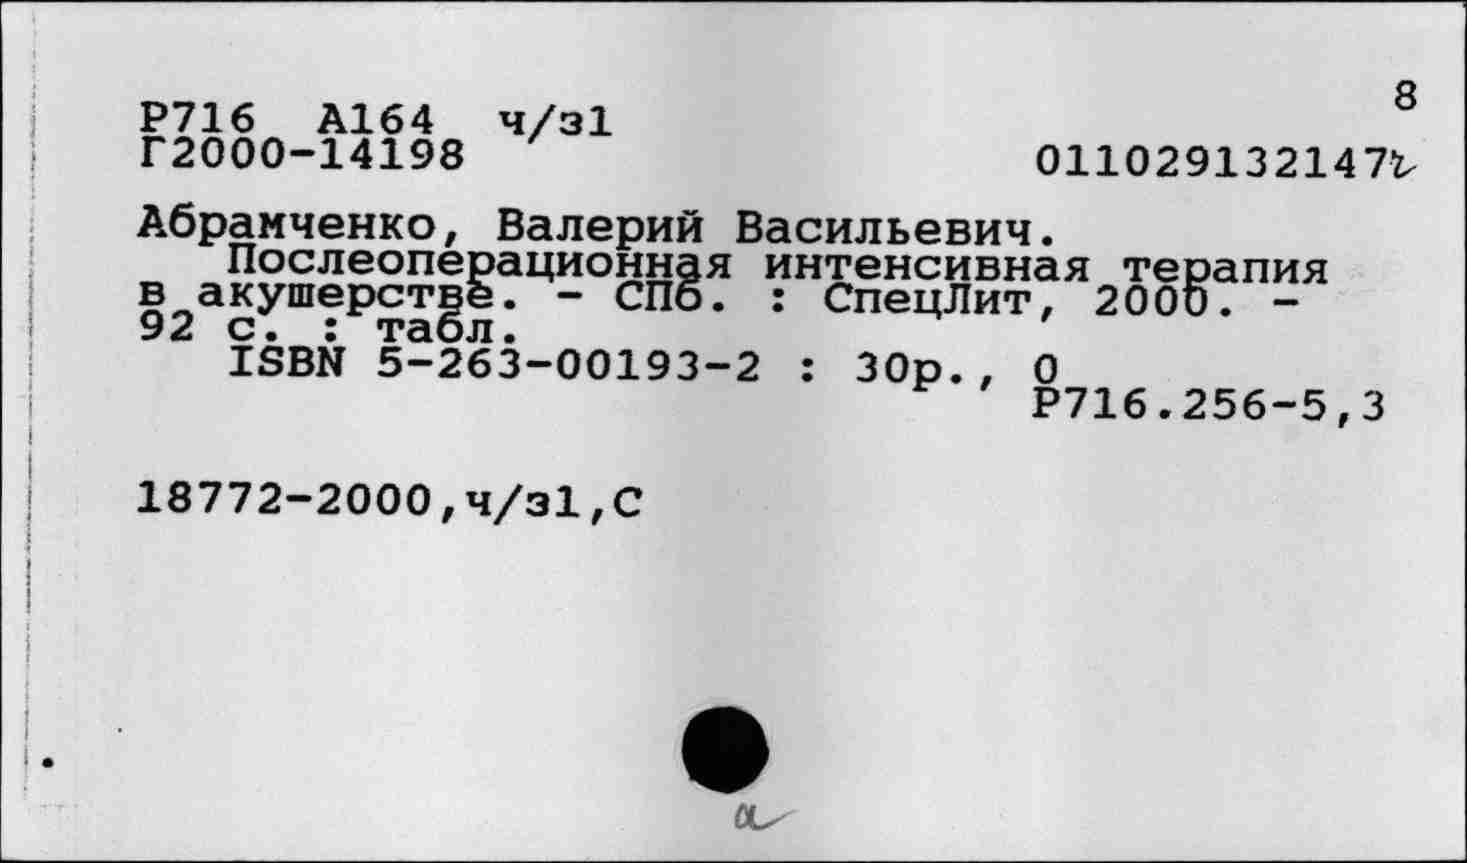 8
Р716 А164 ч/з1
Г2000-14198
011029132147
Абрамченко, Валерий Васильевич.
Послеоперационная интенсивная терапия
в акушерстве. - СПб. : СпецЛит, 2000. -
92 с. : табл.
ISBN 5-263-00193-2 : 30р., 0
Р716.256-5,3
18772-2000,ч/з1,С